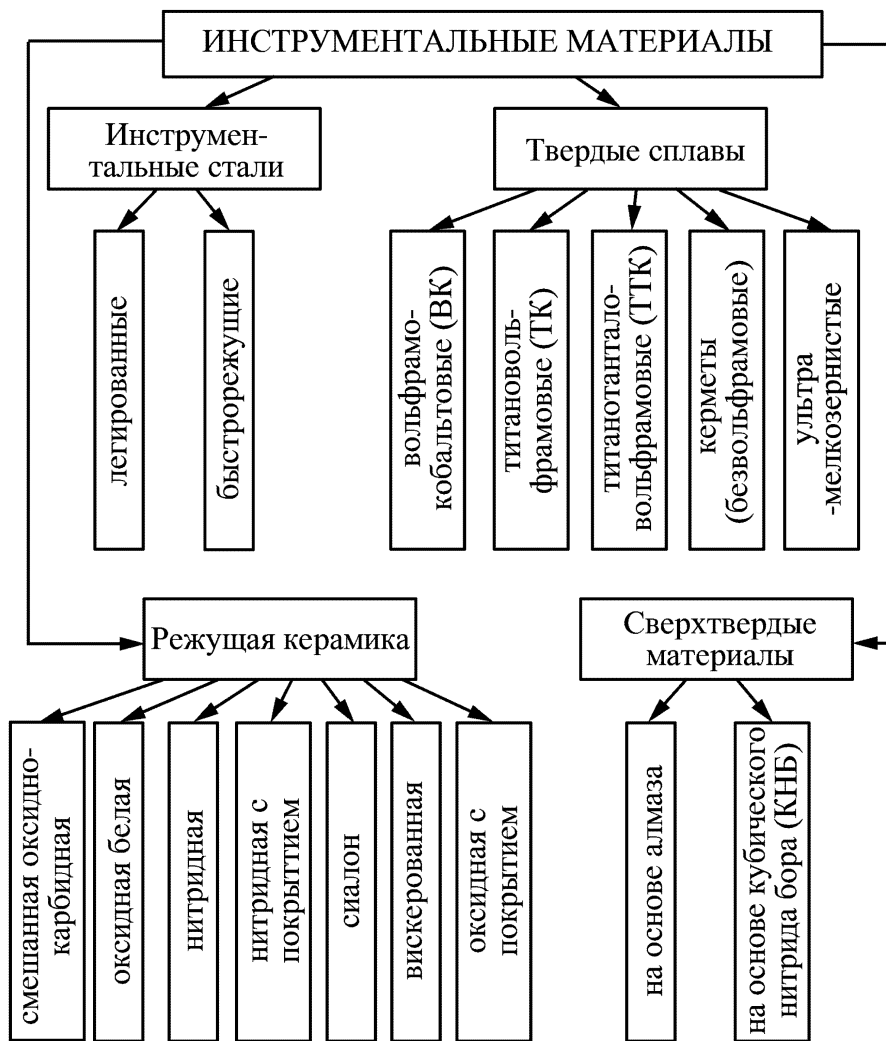 ИНСТРУМЕНТАЛЬНЫЕ МАТЕРИАЛЫ
Инструмен-
тальные стали
Твердые сплавы
легированные
быстрорежущие
вольфрамо-
кобальтовые (ВК)
титановоль-
фрамовые (ТК)
титанотантало-
вольфрамовые (ТТК)
керметы
(безвольфрамовые)
ультра
-мелкозернистые
Режущая керамика
Сверхтвердые
материалы
смешанная оксидно-
карбидная
оксидная белая
нитридная
нитридная с
покрыттием
сиалон
вискерованная
оксидная с
покрытием
на основе алмаза
на основе кубического
нитрида бора (КНБ)